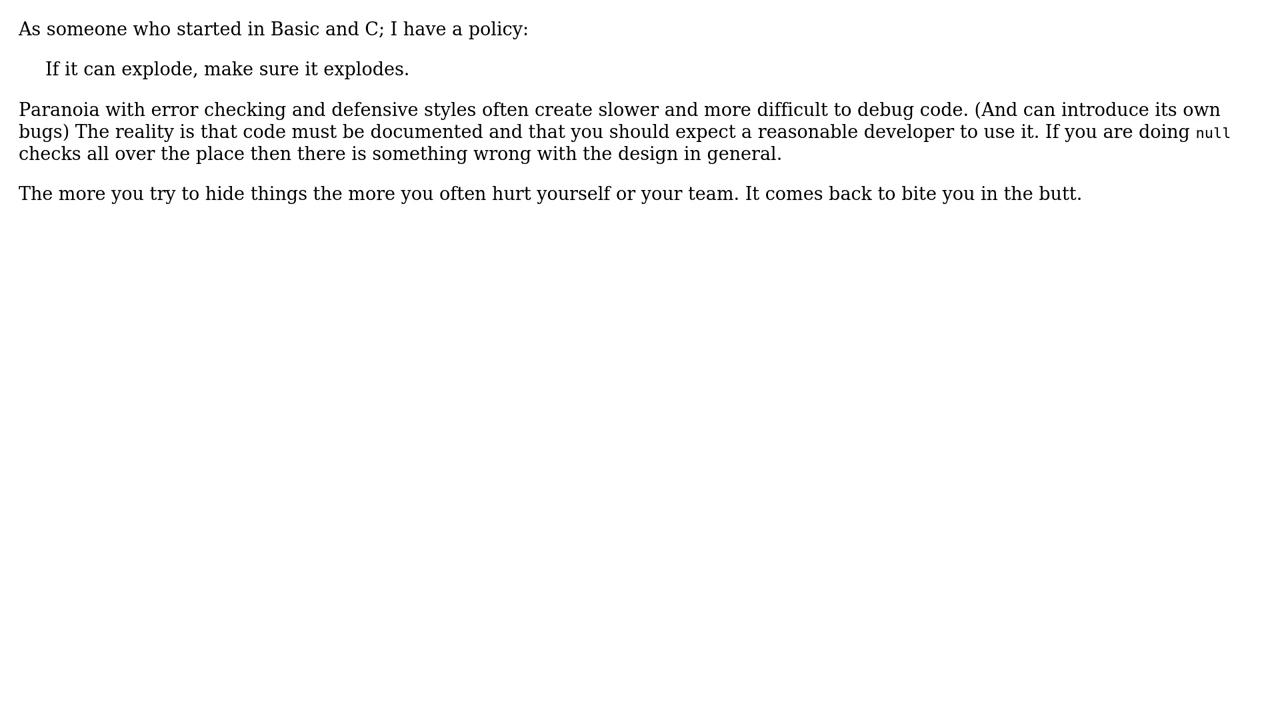 As someone who started in Basic and C; I have a policy:
If it can explode, make sure it explodes.
Paranoia with error checking and defensive styles often create slower and more difficult to debug code. (And can introduce its own
bugs) The reality is that code must be documented and that you should expect a reasonable developer to use it. If you are doing null
checks all over the place then there is something wrong with the design in general.
The more you try to hide things the more you often hurt yourself or your team. It comes back to bite you in the butt.